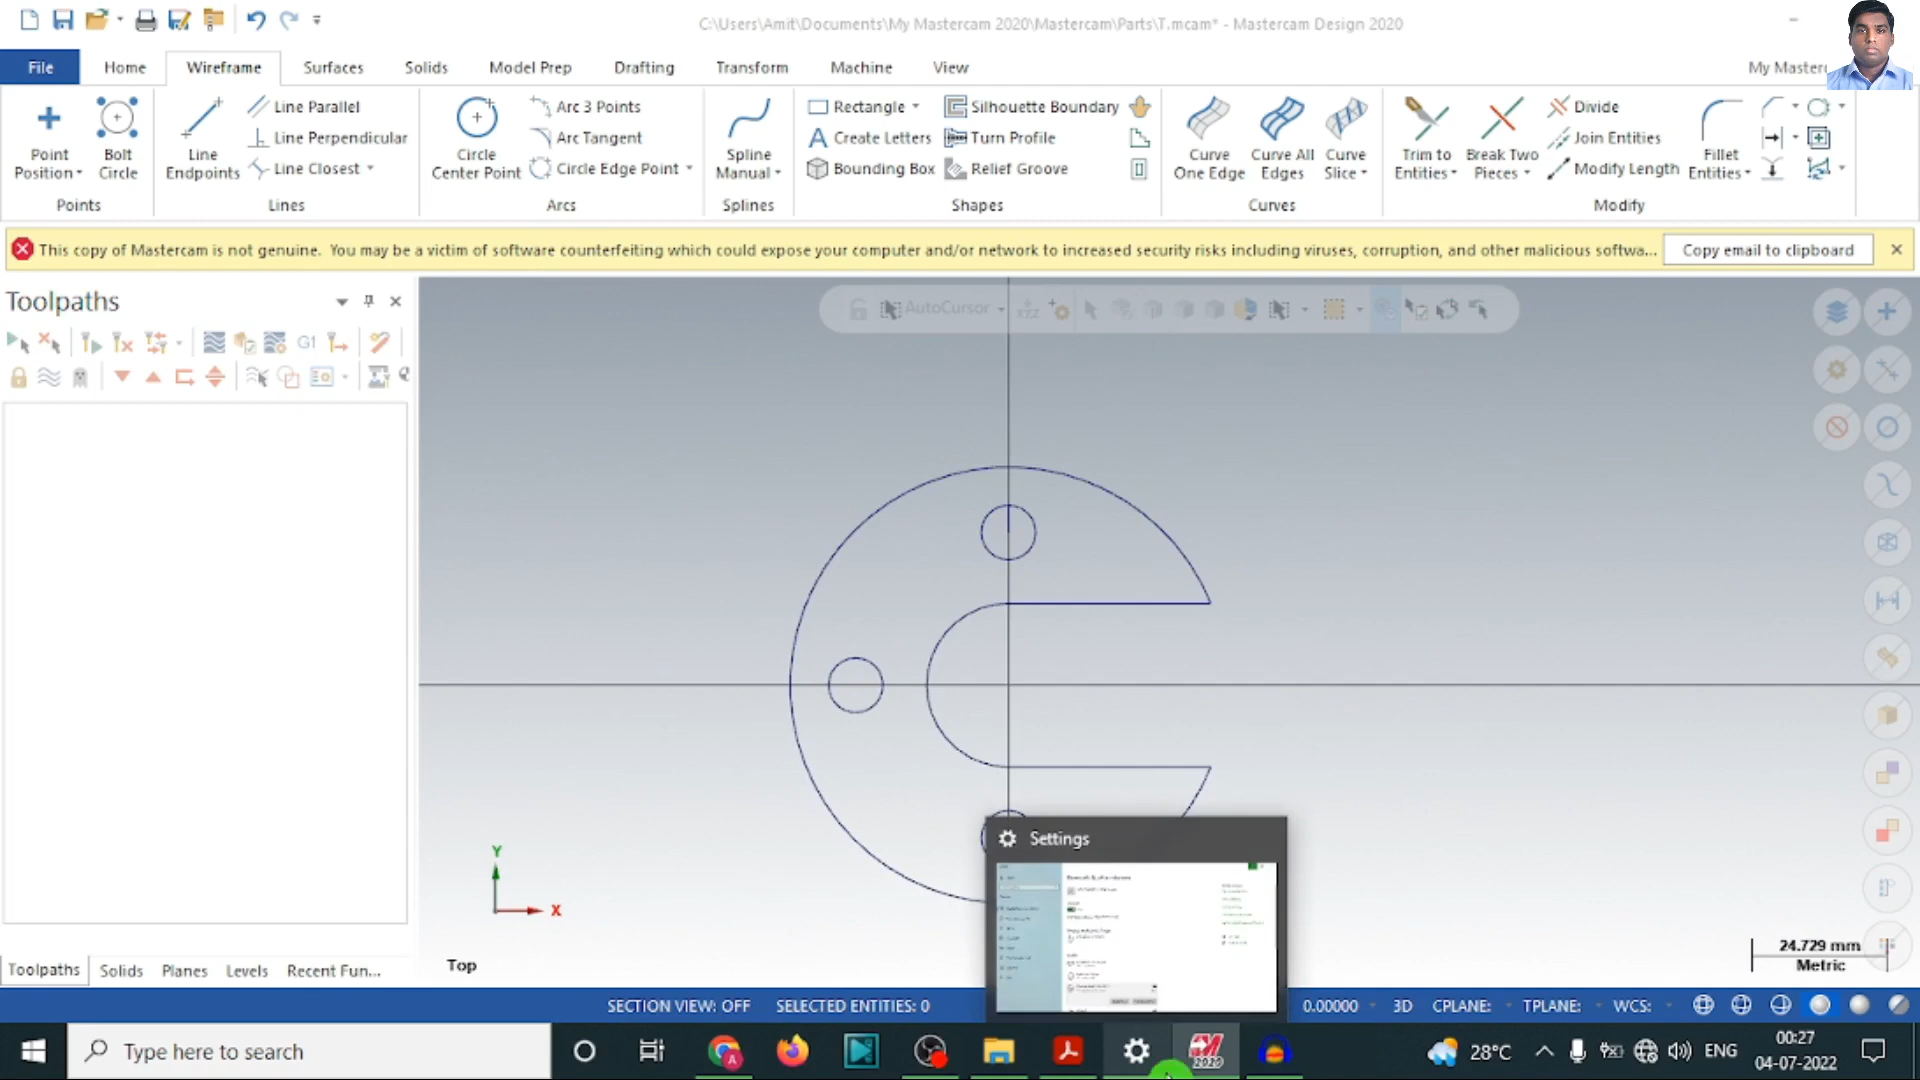 C:\Users\Amit\Documents\My Mastercam 2020\Mastercam\Parts\T.mcam* - Mastercam Design 2020
File Home Wireframe Surfaces Solids Model Prep Drafting Transform Machine View My Masterc
Point Position Bolt Circle
Points
Line Endpoints Line Parallel
Line Perpendicular
Line Closest
Lines
Circle Center Point Arc 3 Points
Arc Tangent
Circle Edge Point
Arcs
Spline Manual
Splines
Rectangle Silhouette Boundary
Create Letters Turn Profile
Bounding Box Relief Groove
Shapes
Curve One Edge Curve All Edges Curve Slice
Curves
Trim to Entities Break Two Pieces Divide
Join Entities
Modify Length
Fillet Entities
Modify
This copy of Mastercam is not genuine. You may be a victim of software counterfeiting which could expose your computer and/or network to increased security risks including viruses, corruption, and other malicious softwa... Copy email to clipboard
Toolpaths
AutoCursor
XYZ
G1
Y
X
Top
Settings
24.729 mm
Metric
Toolpaths Solids Planes Levels Recent Fun...
SECTION VIEW: OFF SELECTED ENTITIES: 0 0.00000 3D CPLANE: TPLANE: WCS:
Type here to search
A
2020
28°C
ENG
00:27
04-07-2022